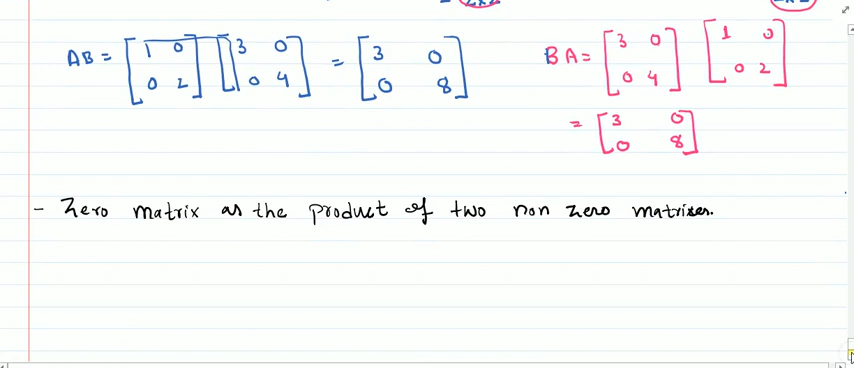 AB = [1 0 0 2] [3 0 0 4] = [3 0 0 8]
BA = [3 0 0 4] [1 0 0 2]
= [3 0 0 8]
- Zero matrix as the product of two non zero matrixes.